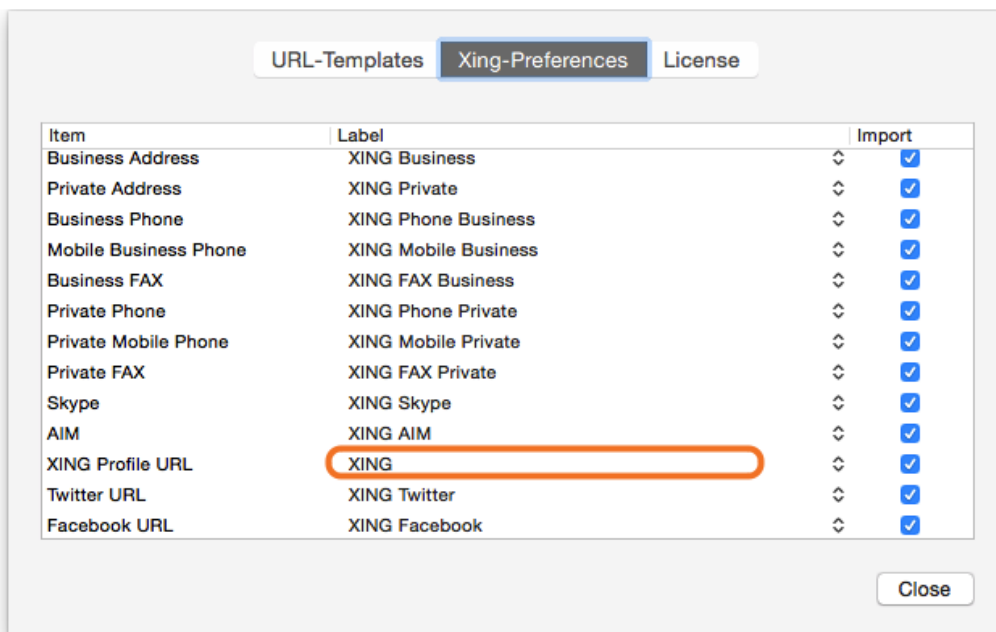 URL-Templates Xing-Preferences License
Item Label Import
Business Address XING Business
Private Address XING Private
Business Phone XING Phone Business
Mobile Business Phone XING Mobile Business
Business FAX XING FAX Business
Private Phone XING Phone Private
Private Mobile Phone XING Mobile Private
Private FAX XING FAX Private
Skype XING Skype
AIM XING AIM
XING Profile URL XING
Twitter URL XING Twitter
Facebook URL XING Facebook
Close